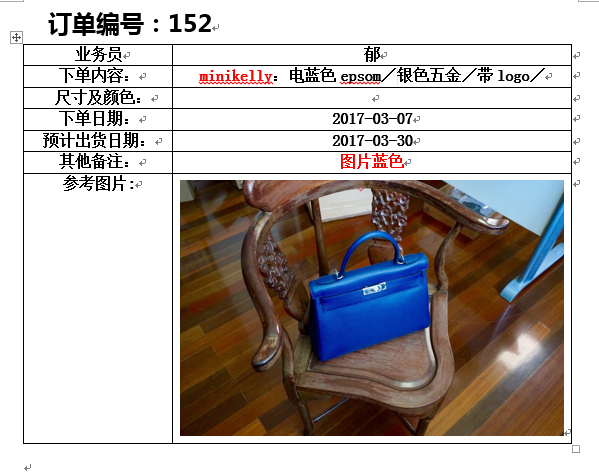 订单编号：152
业务员 郁
下单内容： minikelly：电蓝色 epsom／银色五金／带 logo／
尺寸及颜色：
下单日期： 2017-03-07
预计出货日期： 2017-03-30
其他备注： 图片蓝色
参考图片: